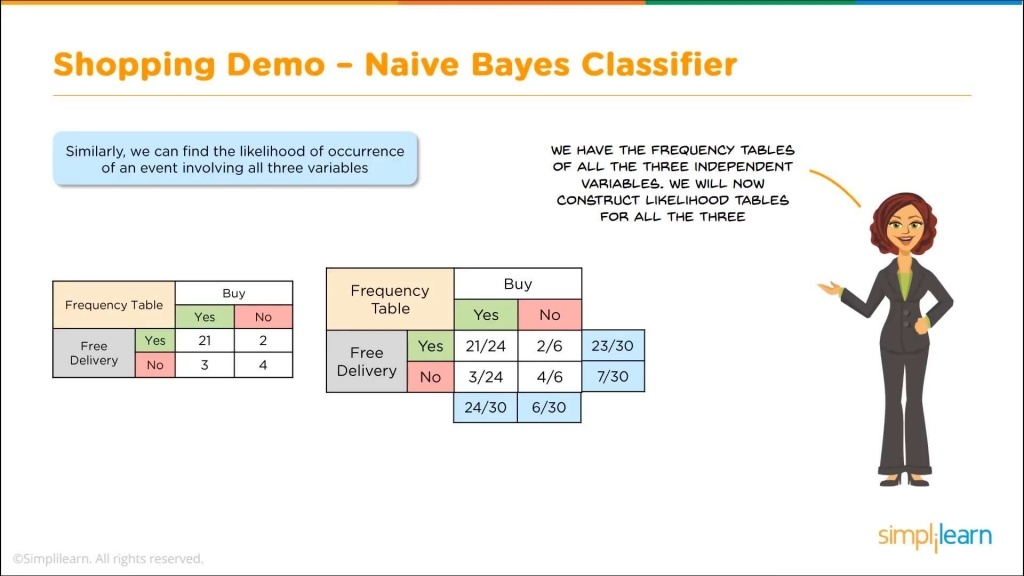 Shopping Demo – Naive Bayes Classifier
Similarly, we can find the likelihood of occurrence
of an event involving all three variables
WE HAVE THE FREQUENCY TABLES
OF ALL THE THREE INDEPENDENT
VARIABLES. WE WILL NOW
CONSTRUCT LIKELIHOOD TABLES
FOR ALL THE THREE
Frequency Table
Buy
Yes No
Free
Delivery
Yes 21 2
No 3 4
Frequency
Table
Buy
Yes No
Free
Delivery
Yes 21/24 2/6 23/30
No 3/24 4/6 7/30
24/30 6/30
©Simplilearn. All rights reserved.
simplilearn